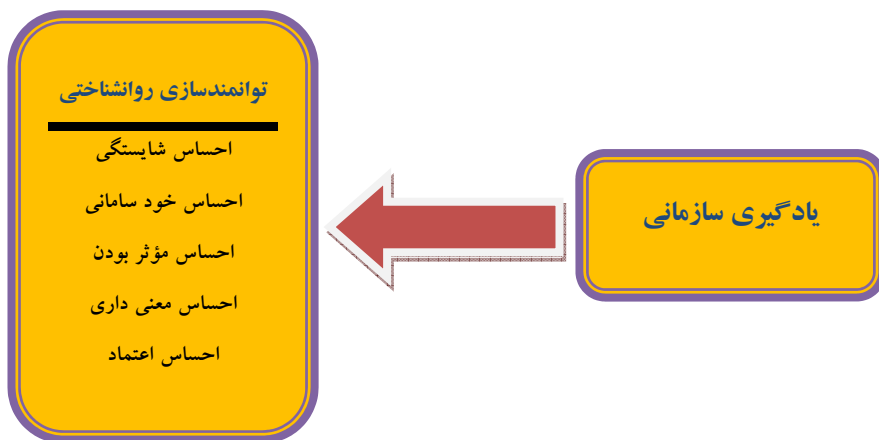 توانمندسازی روانشناختی
احساس شایستگی
احساس خود سامانی
احساس مؤثر بودن
احساس معنی داری
احساس اعتماد
یادگیری سازمانی